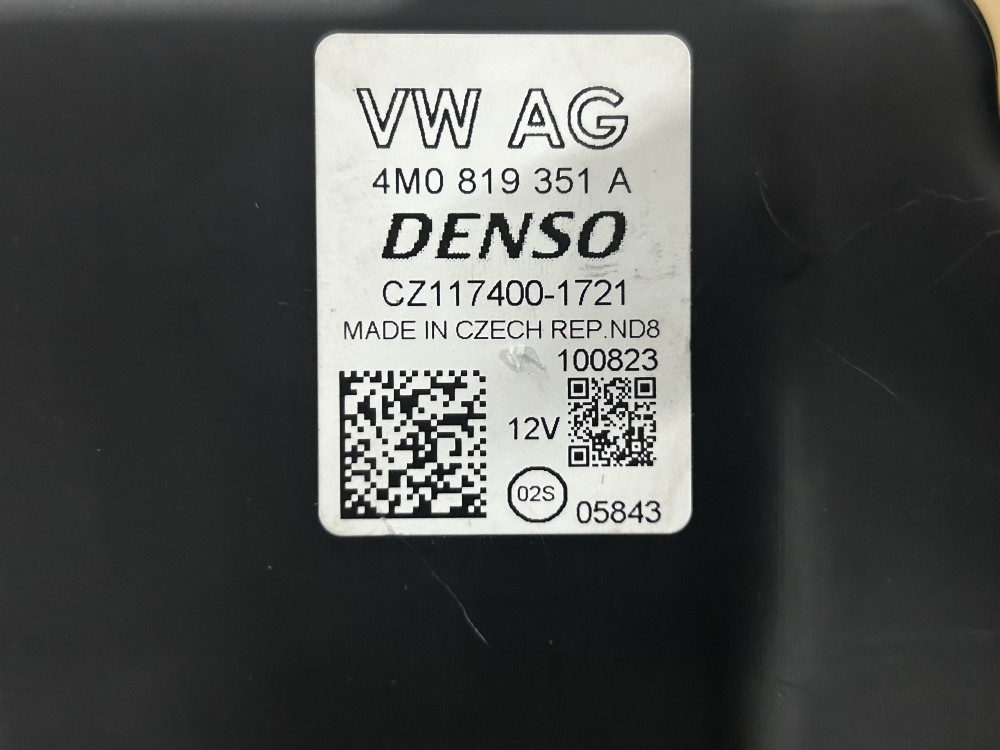 VW AG
4M0 819 351 A
DENSO
CZ117400-1721
MADE IN CZECH REP.ND8
100823
12V
02S
05843